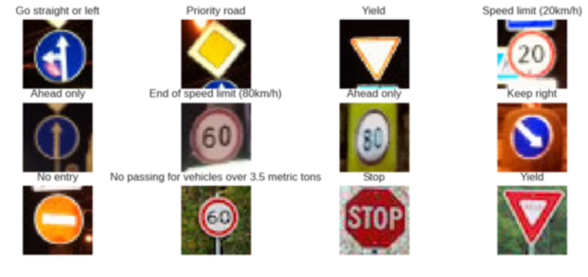 Go straight or left Priority road Yield Speed limit (20km/h)
20
Ahead only End of speed limit (80km/h) Ahead only Keep right
60 80
No entry No passing for vehicles over 3.5 metric tons Stop Yield
60 STOP